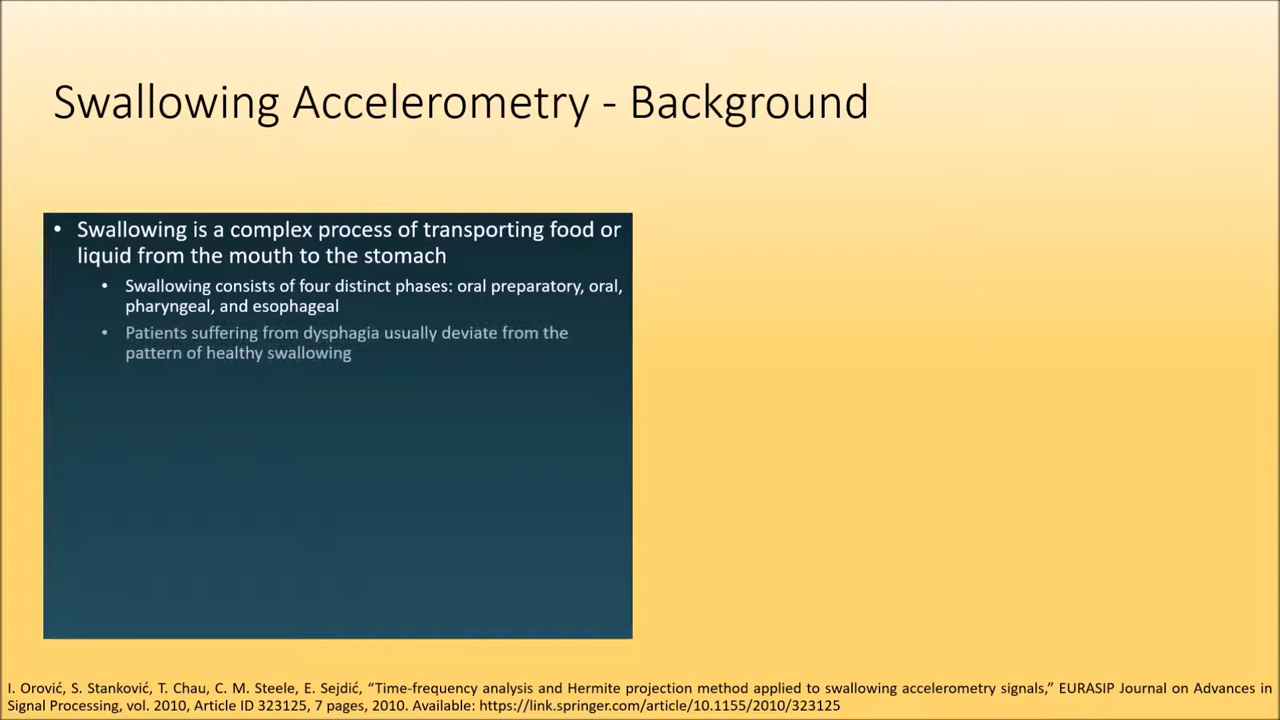 Swallowing Accelerometry - Background
• Swallowing is a complex process of transporting food or
liquid from the mouth to the stomach
• Swallowing consists of four distinct phases: oral preparatory, oral,
pharyngeal, and esophageal
• Patients suffering from dysphagia usually deviate from the
pattern of healthy swallowing
I. Orović, S. Stanković, T. Chau, C. M. Steele, E. Sejdić, “Time-frequency analysis and Hermite projection method applied to swallowing accelerometry signals,” EURASIP Journal on Advances in
Signal Processing, vol. 2010, Article ID 323125, 7 pages, 2010. Available: https://link.springer.com/article/10.1155/2010/323125